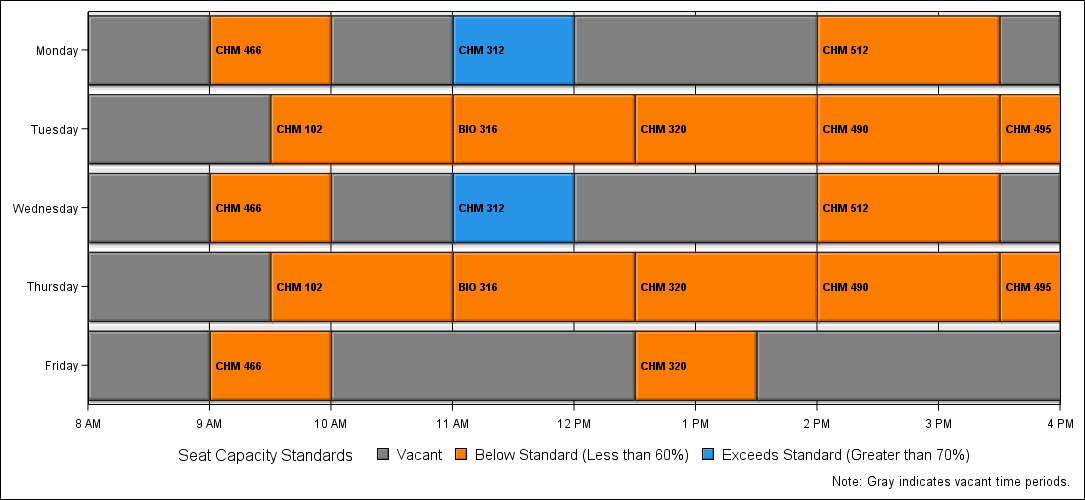 Monday
CHM 466
CHM 312
CHM 512
Tuesday
CHM 102
BIO 316
CHM 320
CHM 490
CHM 495
Wednesday
CHM 466
CHM 312
CHM 512
Thursday
CHM 102
BIO 316
CHM 320
CHM 490
CHM 495
Friday
CHM 466
CHM 320
8 AM 9 AM 10 AM 11 AM 12 PM 1 PM 2 PM 3 PM 4 PM
Seat Capacity Standards Vacant Below Standard (Less than 60%) Exceeds Standard (Greater than 70%)
Note: Gray indicates vacant time periods.